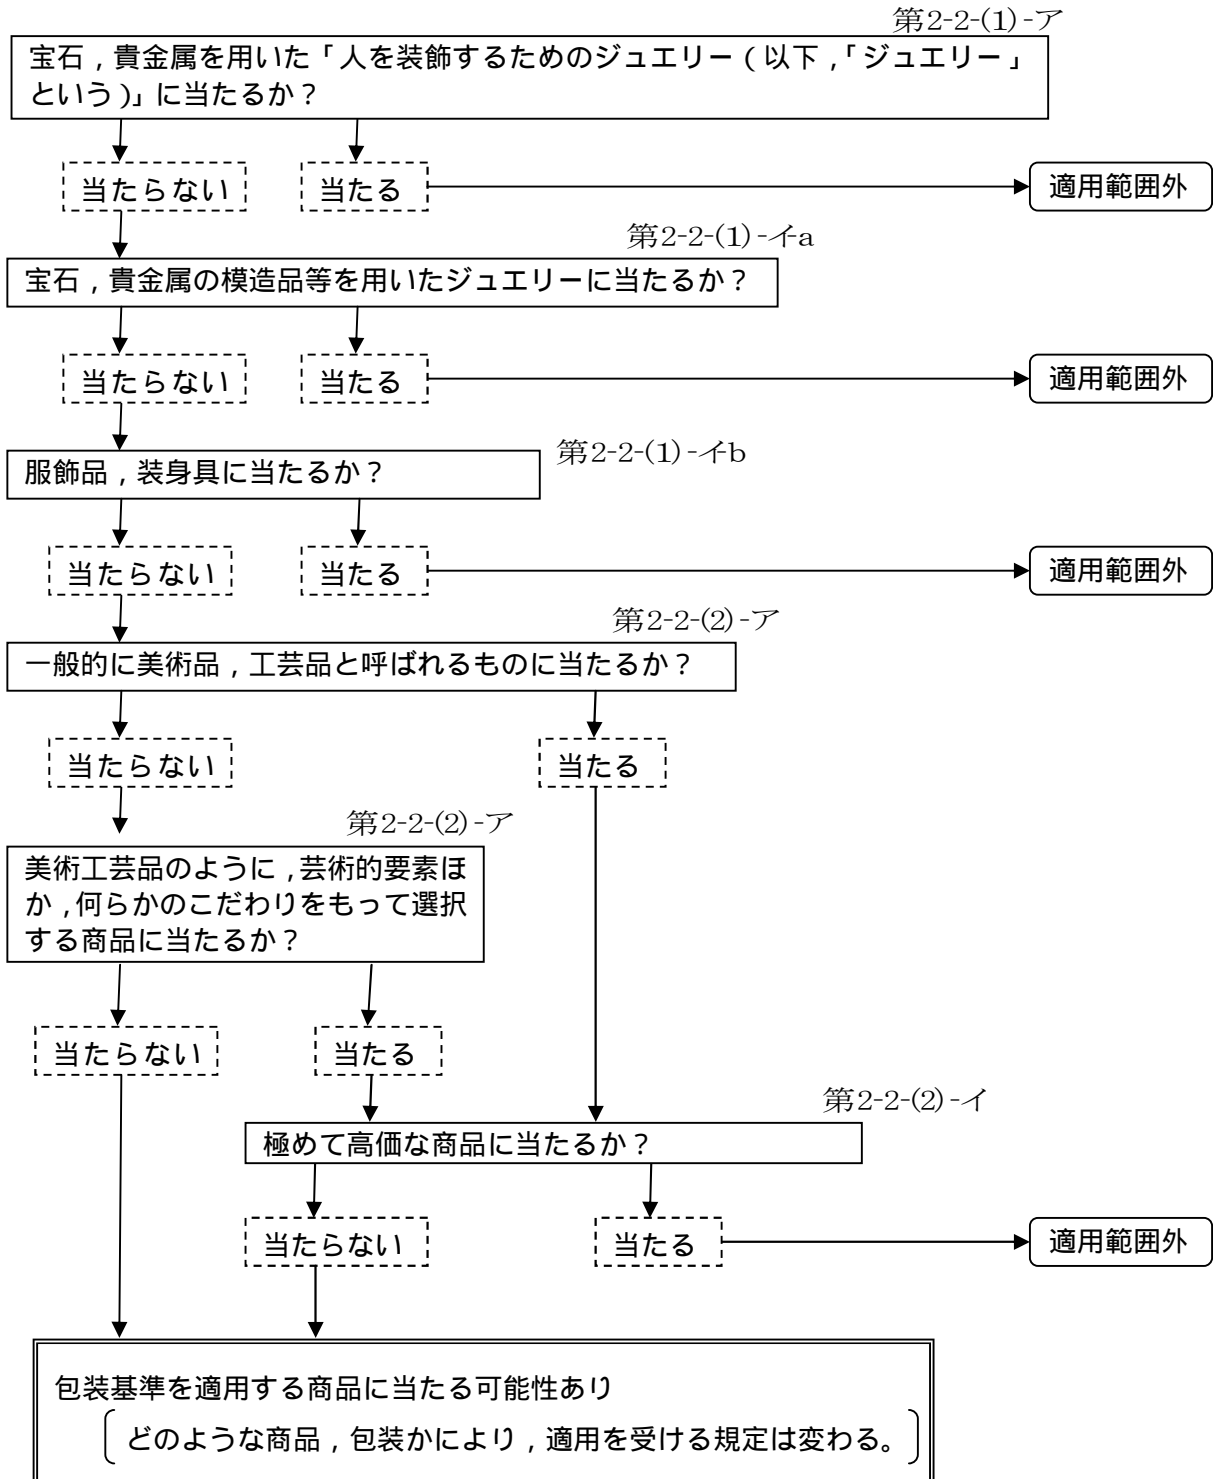 第2-2-(1)-ア
宝石，貴金属を用いた「人を装飾するためのジュエリー（以下，「ジュエリー」
という）」に当たるか？
当たらない
当たる
適用範囲外
第2-2-(1)-イa
宝石，貴金属の模造品等を用いたジュエリーに当たるか？
当たらない
当たる
適用範囲外
第2-2-(1)-イb
服飾品，装身具に当たるか？
当たらない
当たる
適用範囲外
第2-2-(2)-ア
一般的に美術品，工芸品と呼ばれるものに当たるか？
当たらない
当たる
第2-2-(2)-ア
美術工芸品のように，芸術的要素ほ
か，何らかのこだわりをもって選択
する商品に当たるか？
当たらない
当たる
第2-2-(2)-イ
極めて高価な商品に当たるか？
当たらない
当たる
適用範囲外
包装基準を適用する商品に当たる可能性あり
どのような商品，包装かにより，適用を受ける規定は変わる。